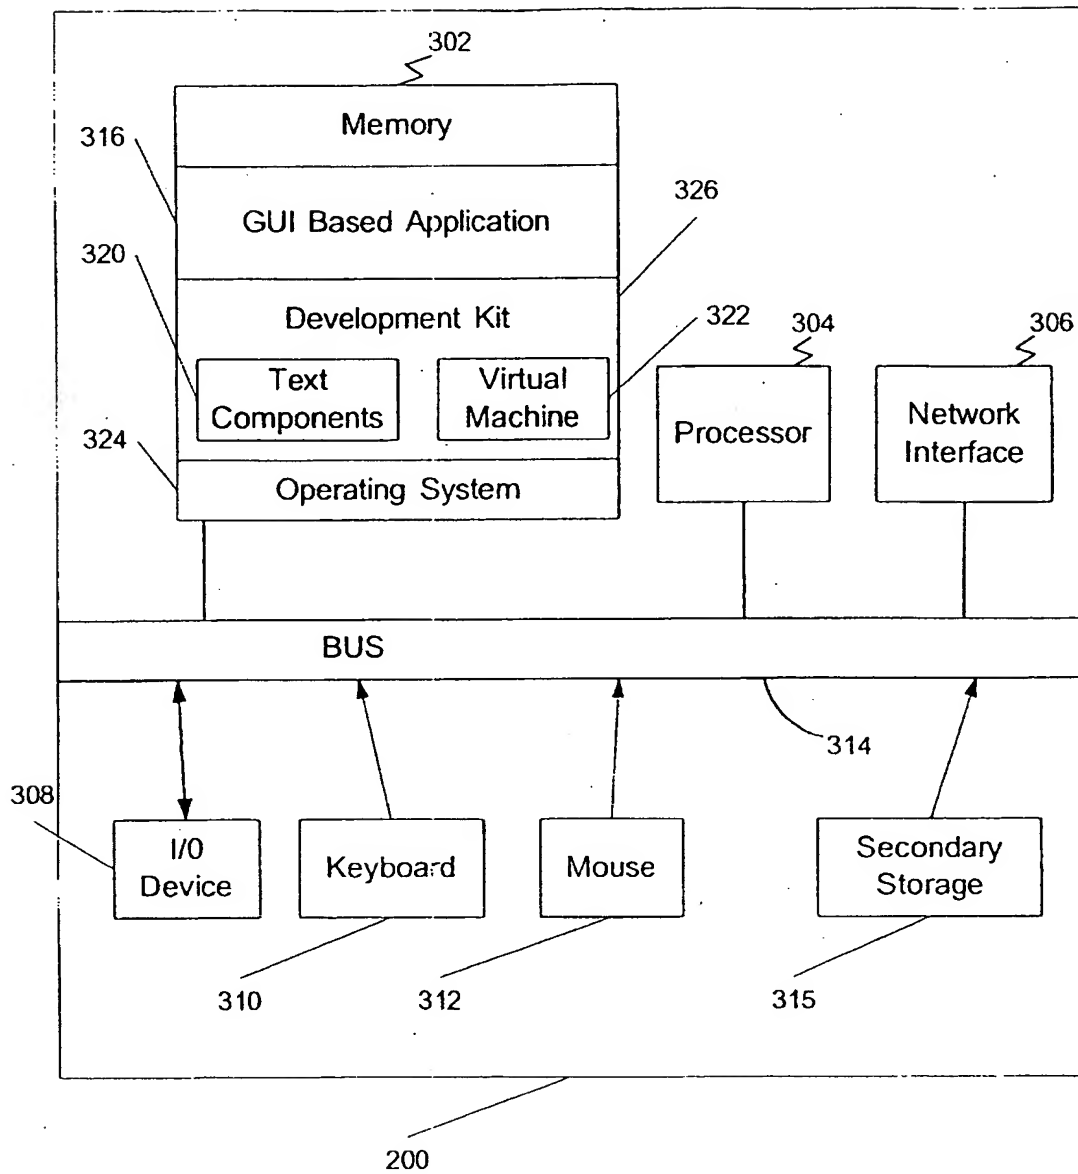 302
Memory
316
GUI Based Application
326
320
Development Kit
322
304
306
Text
Components
Virtual
Machine
Processor
Network
Interface
324
Operating System
BUS
314
308
I/0
Device
Keyboard
Mouse
Secondary
Storage
310
312
315
200